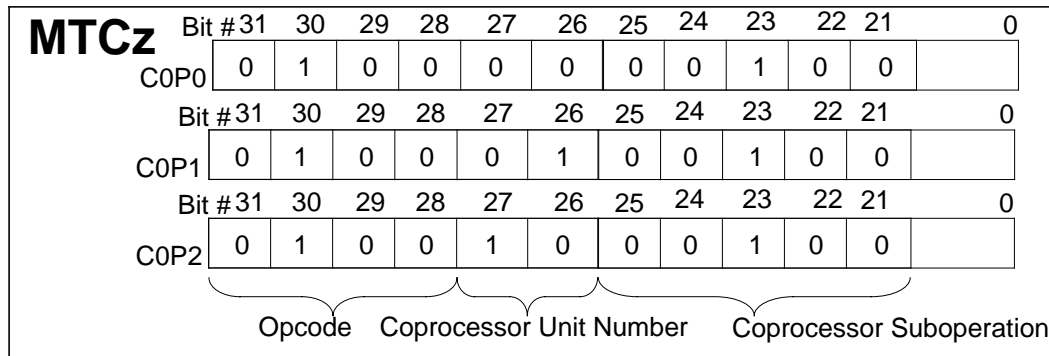 MTCz Bit # 31 30 29 28 27 26 25 24 23 22 21 0
C0P0 0 1 0 0 0 0 0 0 1 0 0
Bit # 31 30 29 28 27 26 25 24 23 22 21 0
C0P1 0 1 0 0 0 1 0 0 1 0 0
Bit # 31 30 29 28 27 26 25 24 23 22 21 0
C0P2 0 1 0 0 1 0 0 0 1 0 0
Opcode Coprocessor Unit Number Coprocessor Suboperation